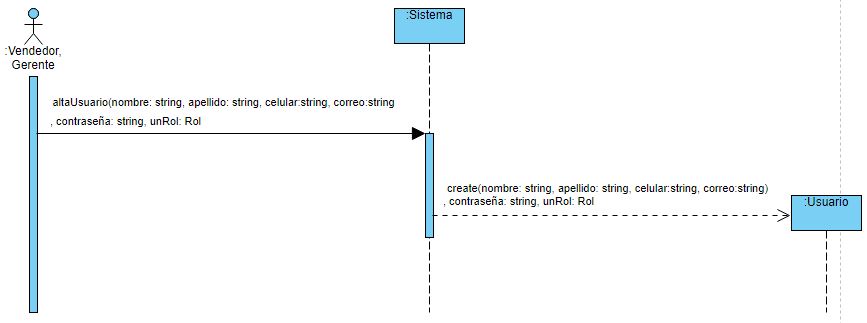 :Sistema
:Vendedor,
Gerente
altaUsuario(nombre: string, apellido: string, celular:string, correo:string
, contraseña: string, unRol: Rol
create(nombre: string, apellido: string, celular:string, correo:string)
, contraseña: string, unRol: Rol
:Usuario